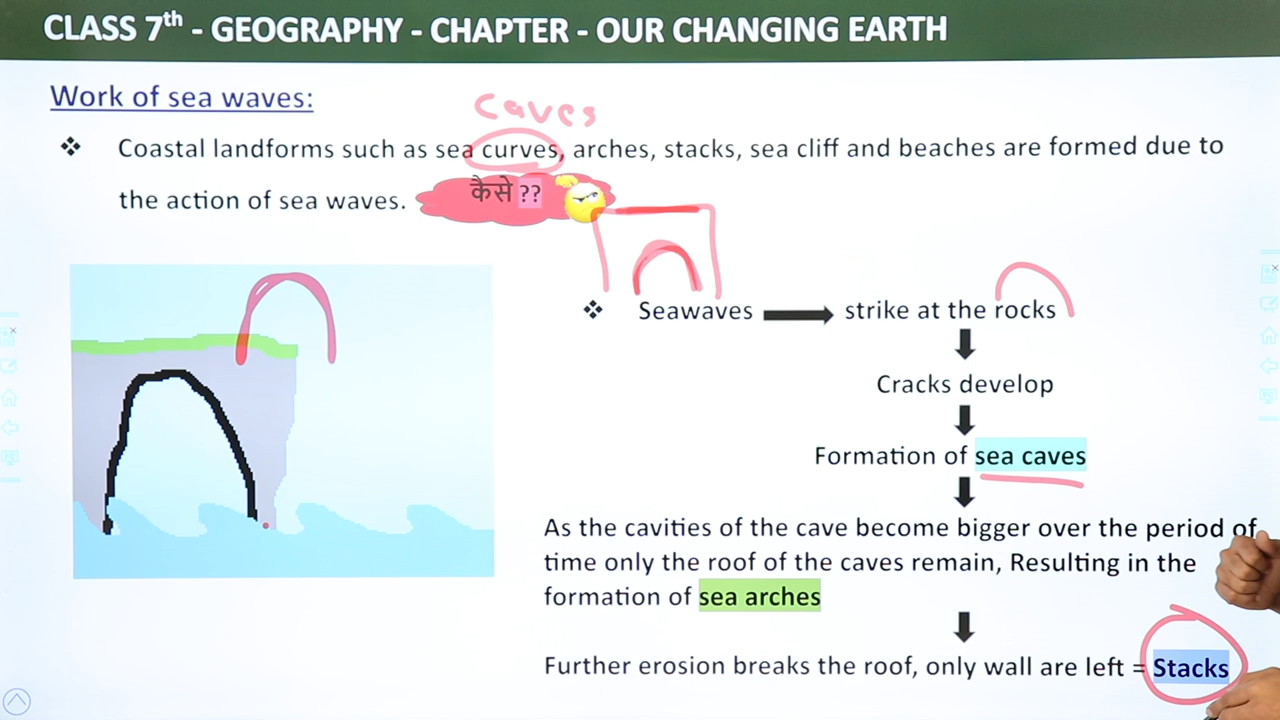 CLASS 7th - GEOGRAPHY - CHAPTER - OUR CHANGING EARTH
Work of sea waves:
caves
❖ Coastal landforms such as sea curves, arches, stacks, sea cliff and beaches are formed due to
the action of sea waves.
कैसे ??
❖ Seawaves
strike at the rocks
Cracks develop
Formation of sea caves
As the cavities of the cave become bigger over the period of
time only the roof of the caves remain, Resulting in the
formation of sea arches
Further erosion breaks the roof, only wall are left = Stacks